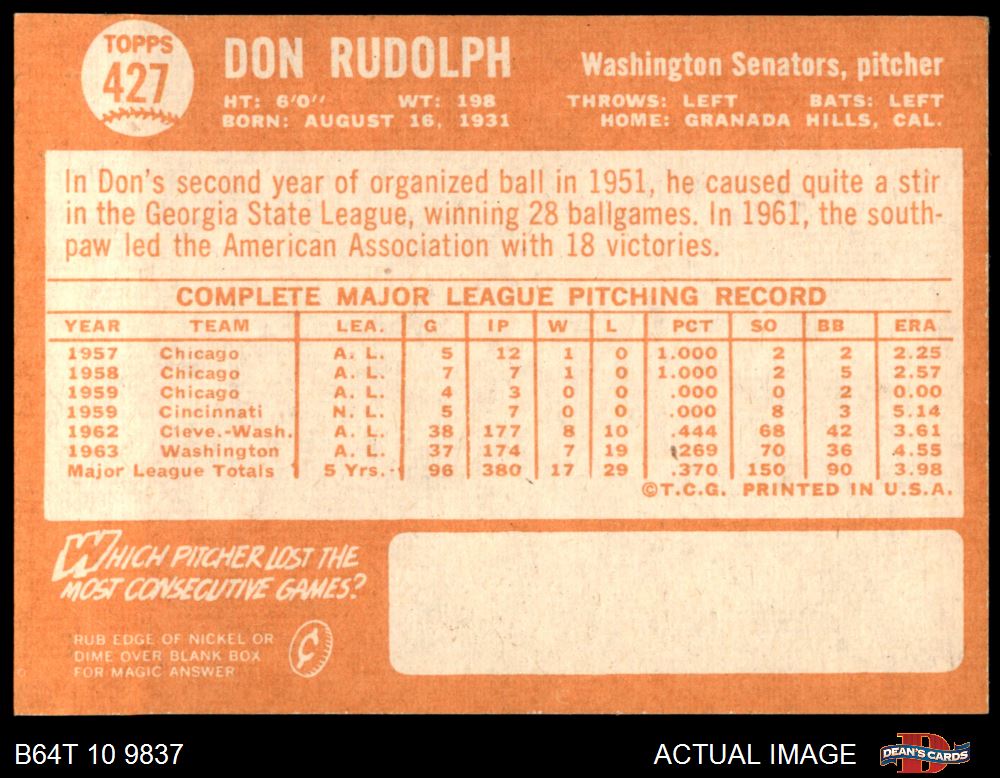 TOPPS
427
DON RUDOLPH
Washington Senators, pitcher
HT: 6'0" WT: 198
THROWS: LEFT BATS: LEFT
BORN: AUGUST 16, 1931
HOME: GRANADA HILLS, CAL.
In Don's second year of organized ball in 1951, he caused quite a stir
in the Georgia State League, winning 28 ballgames. In 1961, the south-
paw led the American Association with 18 victories.
COMPLETE MAJOR LEAGUE PITCHING RECORD
YEAR TEAM LEA. G IP W L PCT SO BB ERA
1957 Chicago A. L. 5 12 1 0 1.000 2 2 2.25
1958 Chicago A. L. 7 7 1 0 1.000 2 5 2.57
1959 Chicago A. L. 4 3 0 0 .000 0 2 0.00
1959 Cincinnati N. L. 5 7 0 0 .000 8 3 5.14
1962 Cleve.-Wash. A. L. 38 177 8 10 .444 68 42 3.61
1963 Washington A. L. 37 174 7 19 .269 70 36 4.55
Major League Totals 5 Yrs. 96 380 17 29 .370 150 90 3.98
©T.C.G. PRINTED IN U.S.A.
WHICH PITCHER LOST THE
MOST CONSECUTIVE GAMES?
RUB EDGE OF NICKEL OR
DIME OVER BLANK BOX
FOR MAGIC ANSWER
¢
B64T 10 9837
ACTUAL IMAGE
D
DEAN'S CARDS